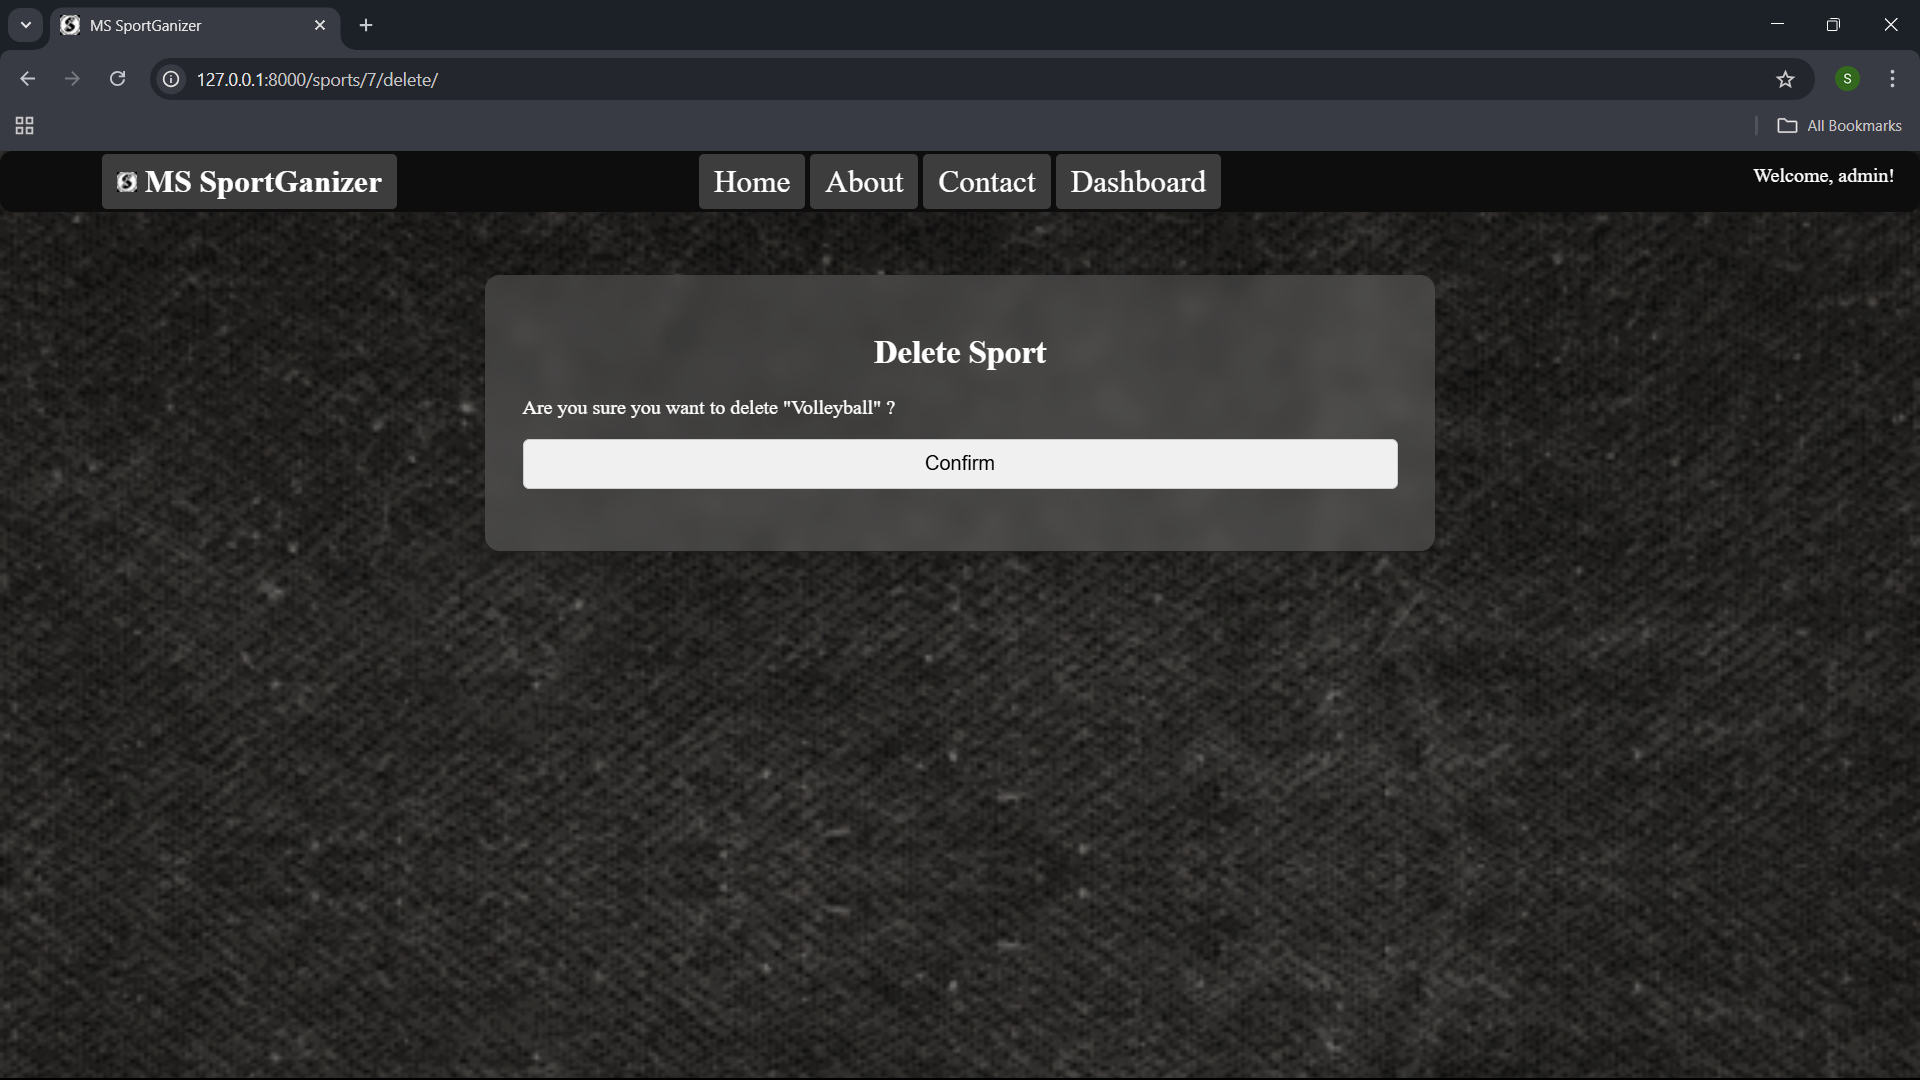 MS SportGanizer
127.0.0.1:8000/sports/7/delete/
S
All Bookmarks
MS SportGanizer
Home
About
Contact
Dashboard
Welcome, admin!
Delete Sport
Are you sure you want to delete "Volleyball" ?
Confirm